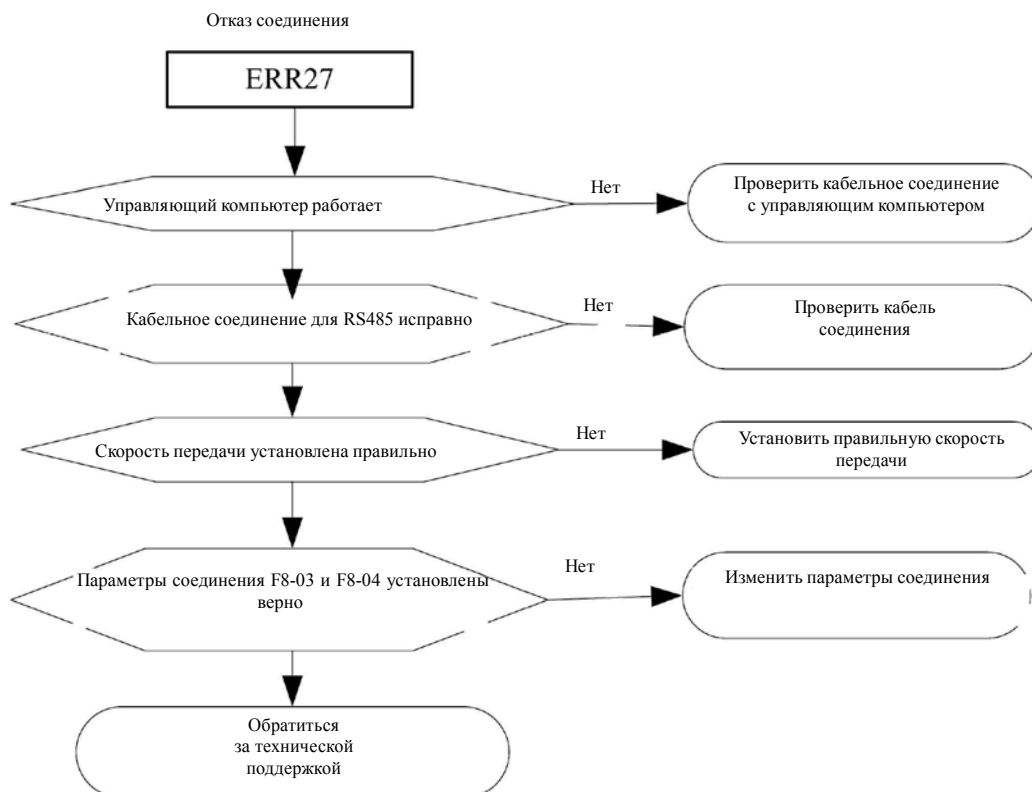 Отказ соединения
ERR27
Управляющий компьютер работает
Нет
Проверить кабельное соединение
с управляющим компьютером
Кабельное соединение для RS485 исправно
Нет
Проверить кабель
соединения
Скорость передачи установлена правильно
Нет
Установить правильную скорость
передачи
Параметры соединения F8-03 и F8-04 установлены
верно
Нет
Изменить параметры соединения
Обратиться
за технической
поддержкой